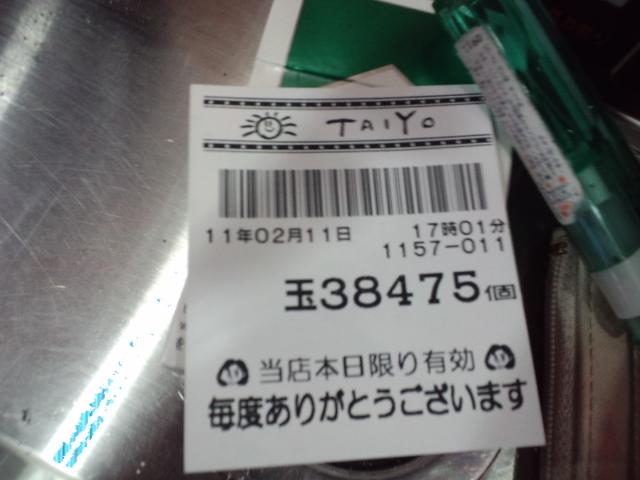 TAIYO
11年02月11日 17時01分
1157-011
玉38475個
当店本日限り有効
毎度ありがとうございます